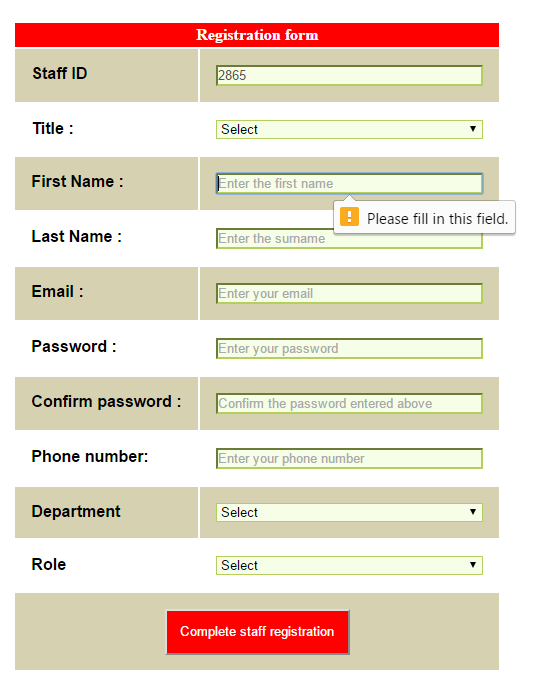 Registration form
Staff ID 2865
Title : Select
First Name : Enter the first name
Please fill in this field.
Last Name : Enter the surname
Email : Enter your email
Password : Enter your password
Confirm password : Confirm the password entered above
Phone number: Enter your phone number
Department Select
Role Select
Complete staff registration